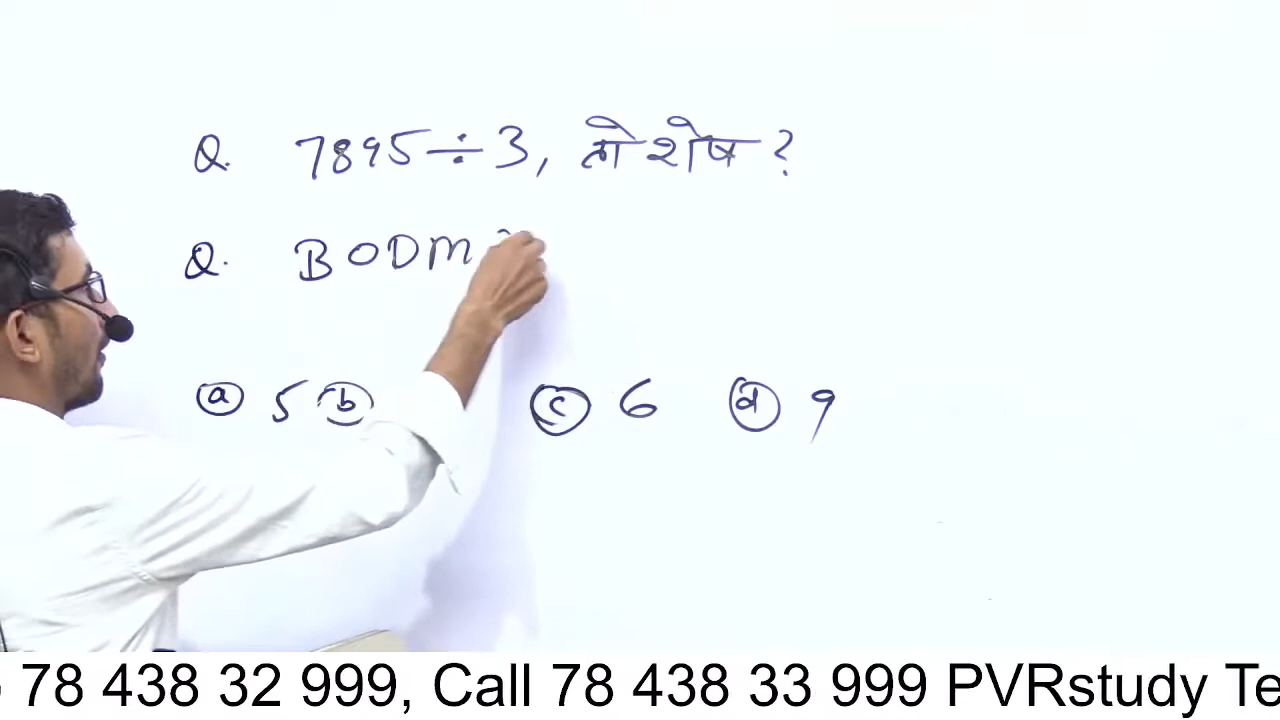 Q. 7895 ÷ 3, तो शेष ?
Q. BODM
ⓐ 5 ⓑ ⓒ 6 ⓓ 9
78 438 32 999, Call 78 438 33 999 PVRstudy Te